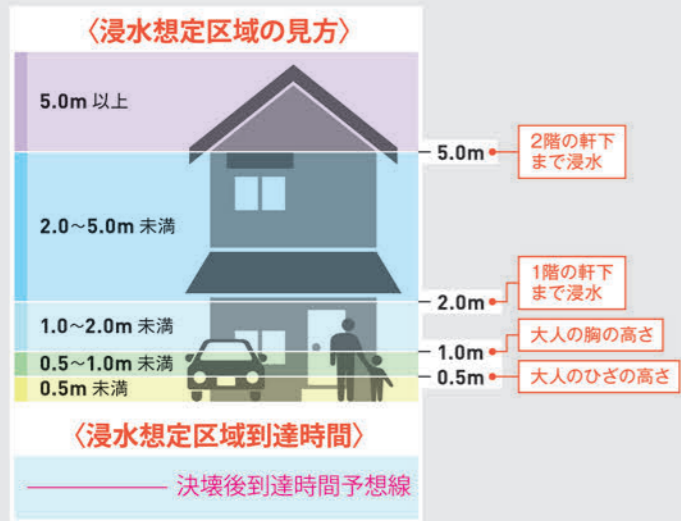 〈浸水想定区域の見方〉
5.0m 以上
5.0m
2階の軒下
まで浸水
2.0〜5.0m 未満
2.0m
1階の軒下
まで浸水
1.0〜2.0m 未満
1.0m
大人の胸の高さ
0.5〜1.0m 未満
0.5m
大人のひざの高さ
0.5m 未満
〈浸水想定区域到達時間〉
決壊後到達時間予想線